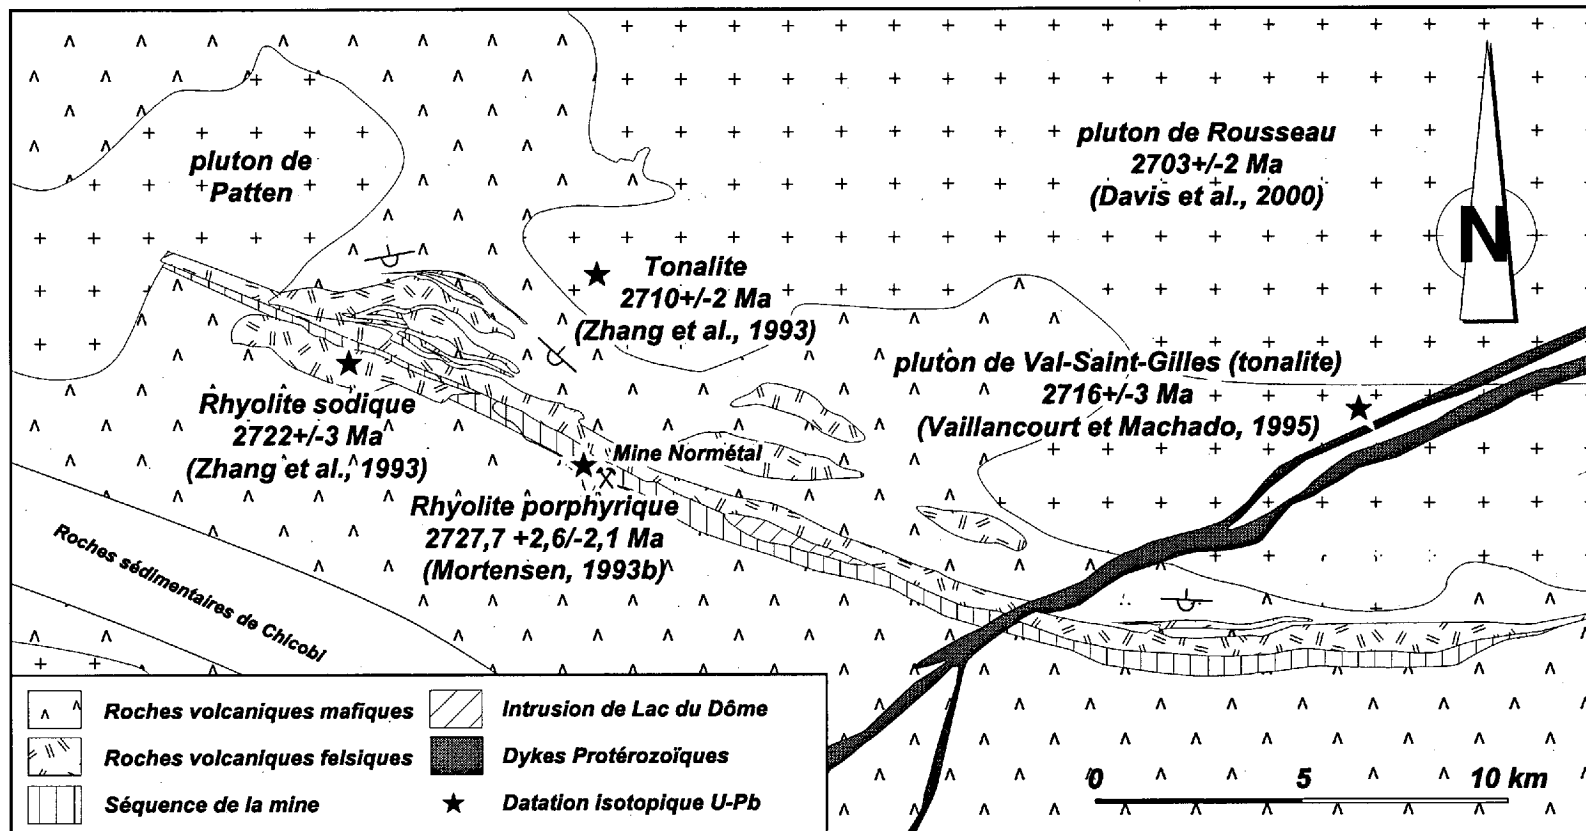 pluton de
Patten
pluton de Rousseau
2703+/-2 Ma
(Davis et al., 2000)
N
Tonalite
2710+/-2 Ma
(Zhang et al., 1993)
pluton de Val-Saint-Gilles (tonalite)
2716+/-3 Ma
(Vaillancourt et Machado, 1995)
Rhyolite sodique
2722+/-3 Ma
(Zhang et al., 1993)
Mine Normétal
Rhyolite porphyrique
2727,7 +2,6/-2,1 Ma
(Mortensen, 1993b)
Roches sédimentaires de Chicobi
Roches volcaniques mafiques
Roches volcaniques felsiques
Séquence de la mine
Intrusion de Lac du Dôme
Dykes Protérozoïques
Datation isotopique U-Pb
0 5 10 km